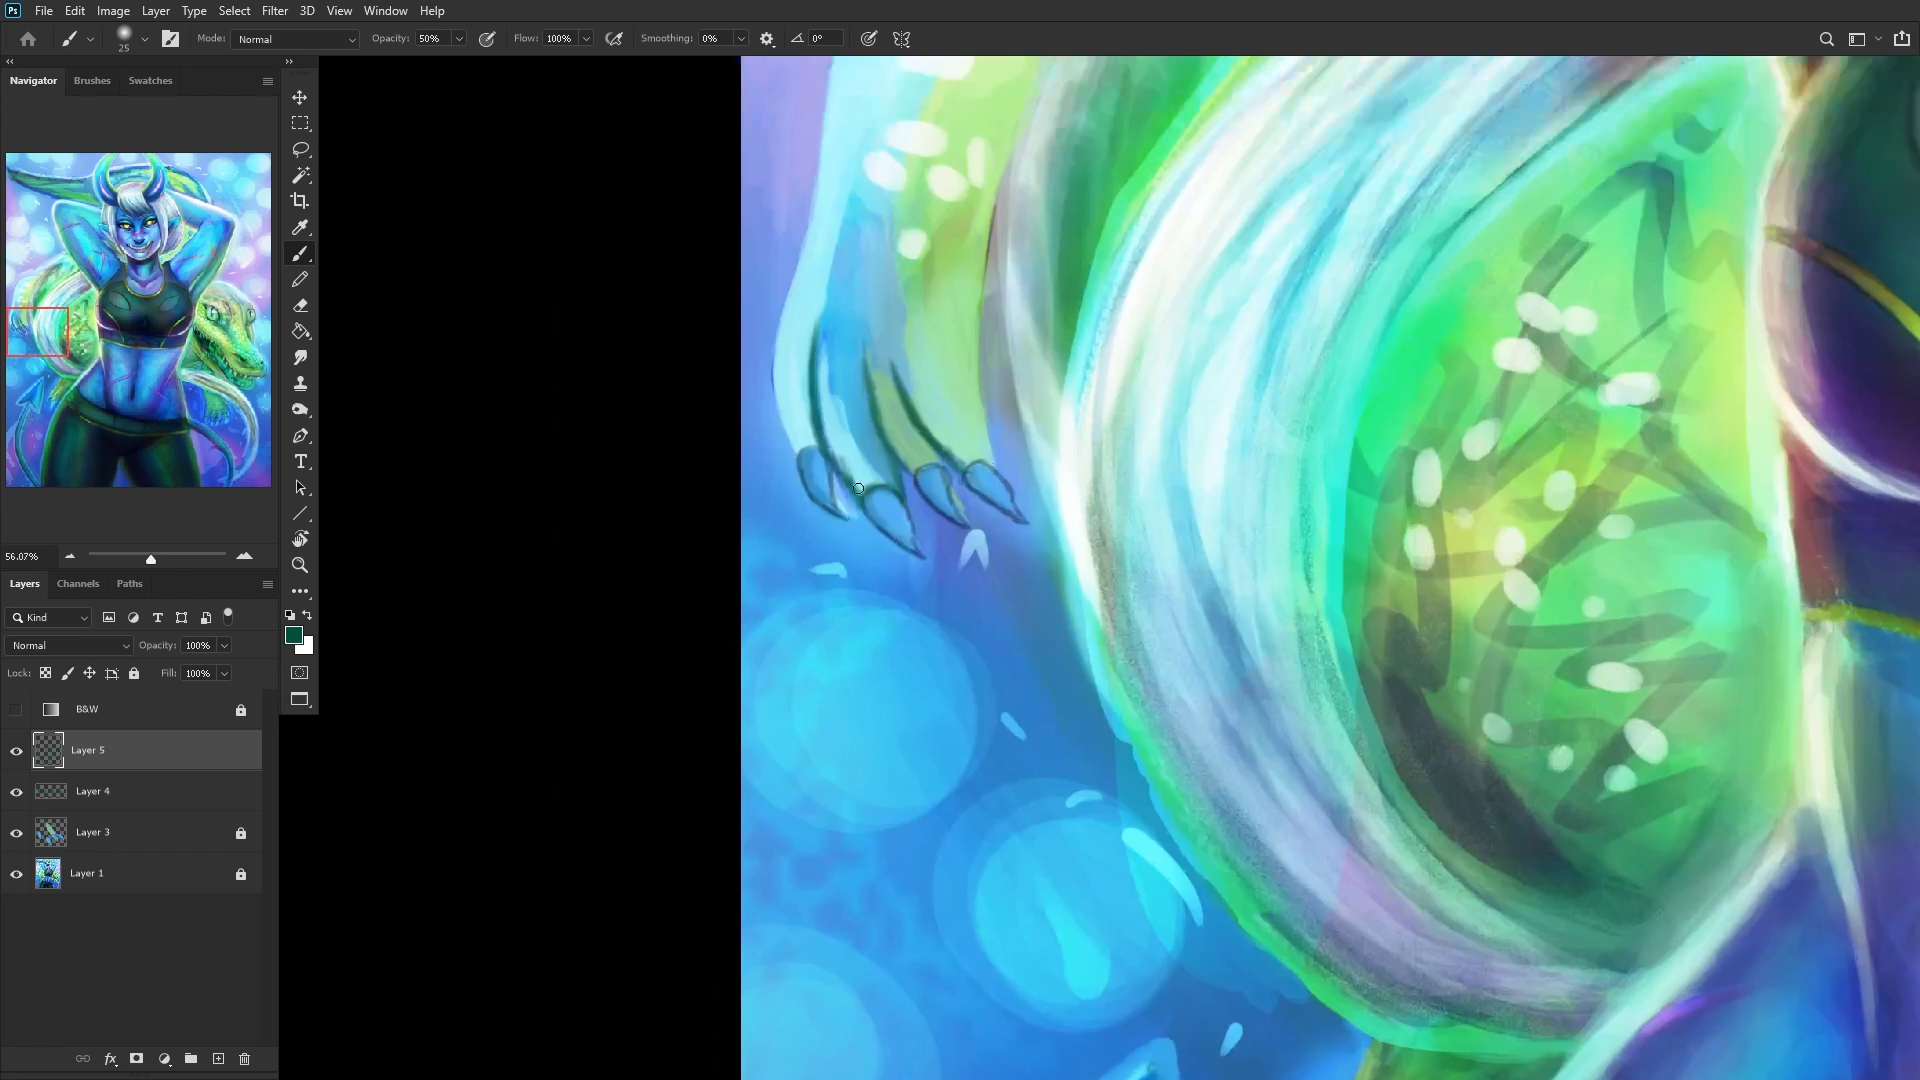 Ps File Edit Image Layer Type Select Filter 3D View Window Help
25 Mode: Normal Opacity: 50% Flow: 100% Smoothing: 0% 0°
Navigator Brushes Swatches
56.07%
Layers Channels Paths
Kind
Normal Opacity: 100%
Lock: Fill: 100%
B&W
Layer 5
Layer 4
Layer 3
Layer 1
fx